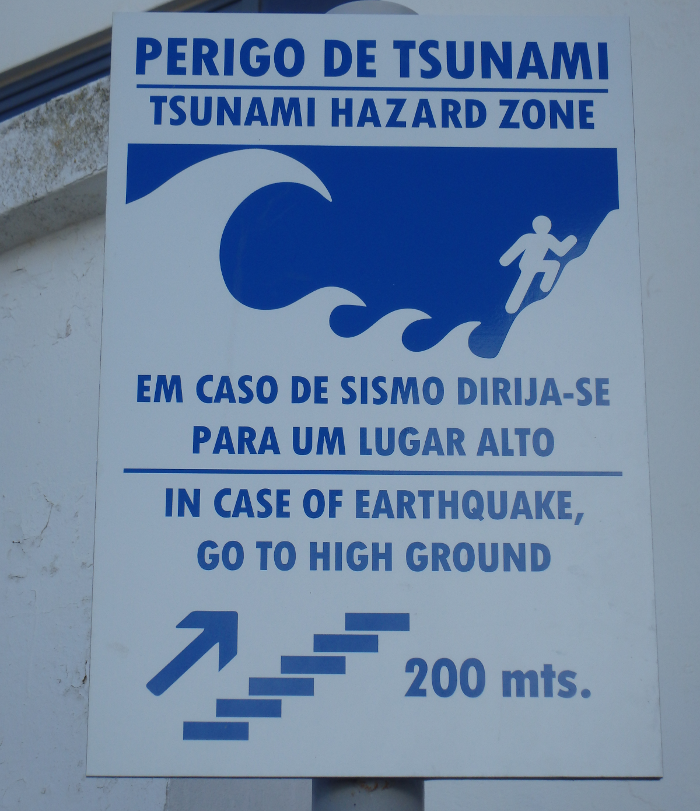 PERIGO DE TSUNAMI
TSUNAMI HAZARD ZONE
EM CASO DE SISMO DIRIJA-SE
PARA UM LUGAR ALTO
IN CASE OF EARTHQUAKE,
GO TO HIGH GROUND
200 mts.